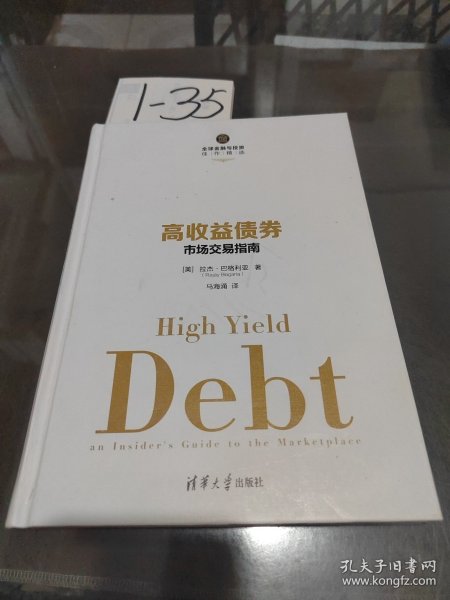 1-35
全球金融与投资
佳作精选
高收益债券
市场交易指南
[美] 拉杰·巴格利亚 著
(Rajay Bagaria)
马海涌 译
High Yield
Debt
an Insider's Guide to the Marketplace
清华大学出版社
孔夫子旧书网
www.kongfz.com